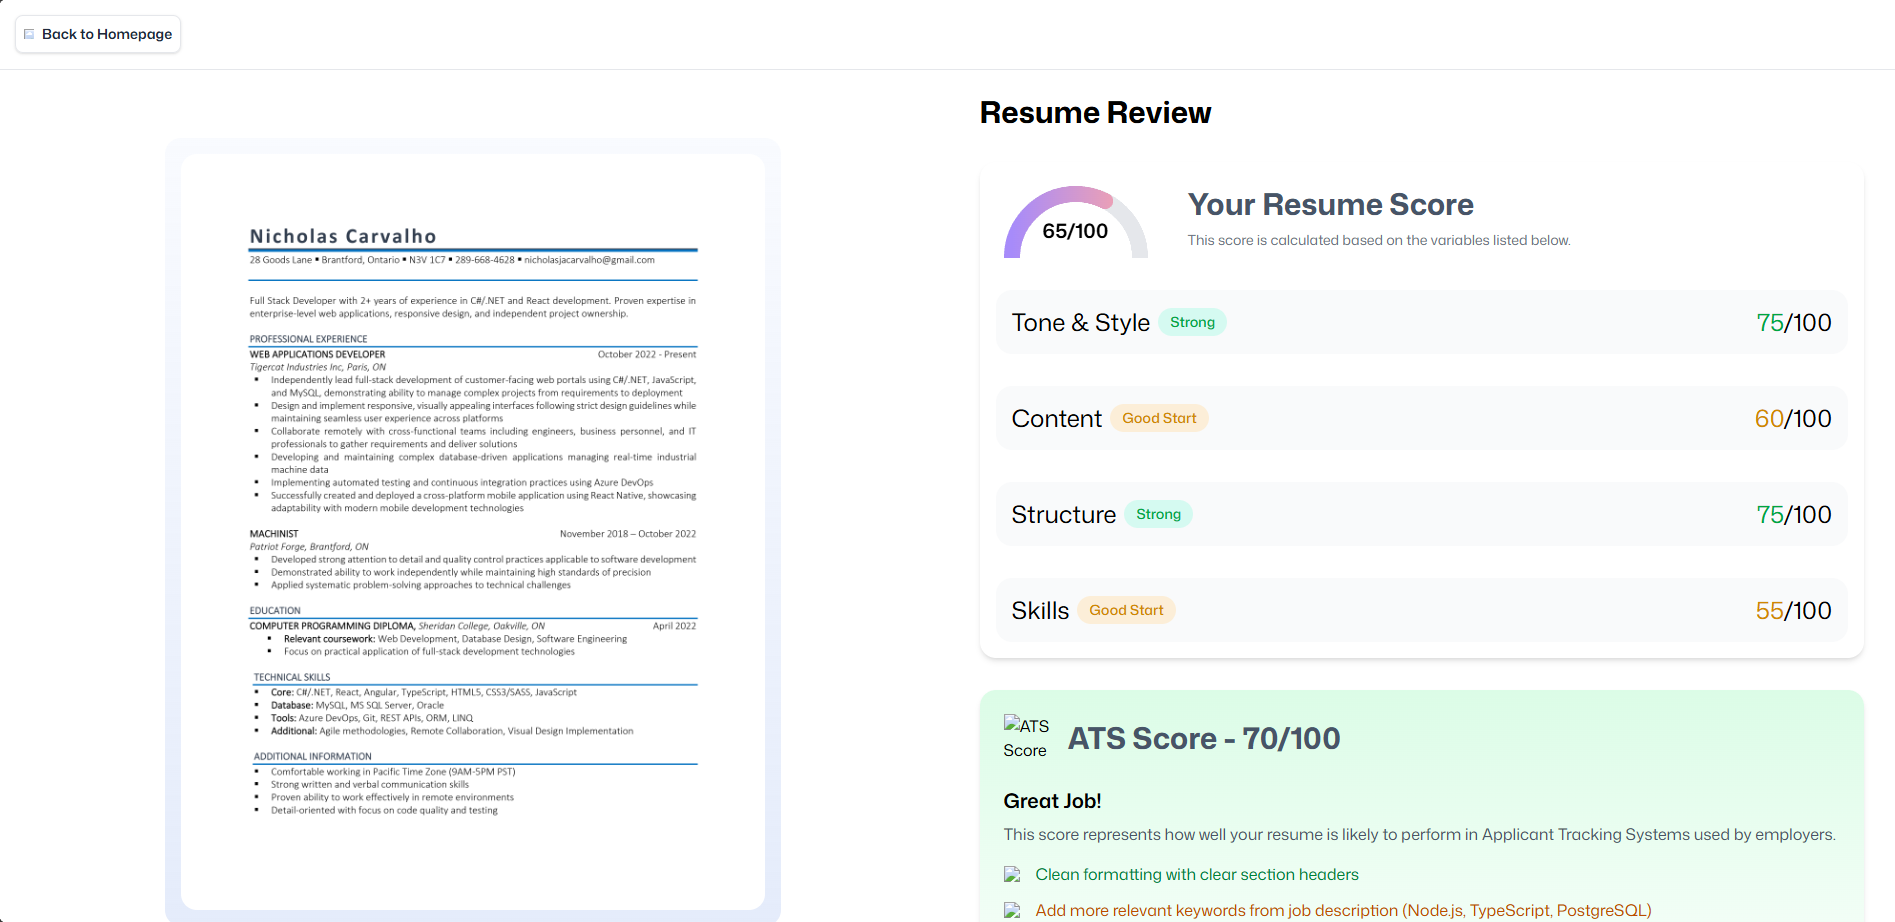 Back to Homepage
Nicholas Carvalho
28 Goods Lane ▪ Brantford, Ontario ▪ N3V 1C7 ▪ 289-668-4628 ▪ nicholasjacarvalho@gmail.com
Full Stack Developer with 2+ years of experience in C#/.NET and React development. Proven expertise in
enterprise-level web applications, responsive design, and independent project ownership.
PROFESSIONAL EXPERIENCE
WEB APPLICATIONS DEVELOPER October 2022 - Present
Tigercat Industries Inc, Paris, ON
▪ Independently lead full-stack development of customer-facing web portals using C#/.NET, JavaScript,
and MySQL, demonstrating ability to manage complex projects from requirements to deployment
▪ Design and implement responsive, visually appealing interfaces following strict design guidelines while
maintaining seamless user experience across platforms
▪ Collaborate remotely with cross-functional teams including engineers, business personnel, and IT
professionals to gather requirements and deliver solutions
▪ Developing and maintaining complex database-driven applications managing real-time industrial
machine data
▪ Implementing automated testing and continuous integration practices using Azure DevOps
▪ Successfully created and deployed a cross-platform mobile application using React Native, showcasing
adaptability with modern mobile development technologies
MACHINIST November 2018 – October 2022
Patriot Forge, Brantford, ON
▪ Developed strong attention to detail and quality control practices applicable to software development
▪ Demonstrated ability to work independently while maintaining high standards of precision
▪ Applied systematic problem-solving approaches to technical challenges
EDUCATION
COMPUTER PROGRAMMING DIPLOMA, Sheridan College, Oakville, ON April 2022
▪ Relevant coursework: Web Development, Database Design, Software Engineering
▪ Focus on practical application of full-stack development technologies
TECHNICAL SKILLS
▪ Core: C#/.NET, React, Angular, TypeScript, HTML5, CSS3/SASS, JavaScript
▪ Database: MySQL, MS SQL Server, Oracle
▪ Tools: Azure DevOps, Git, REST APIs, ORM, LINQ
▪ Additional: Agile methodologies, Remote Collaboration, Visual Design Implementation
ADDITIONAL INFORMATION
▪ Comfortable working in Pacific Time Zone (9AM-5PM PST)
▪ Strong written and verbal communication skills
▪ Proven ability to work effectively in remote environments
▪ Detail-oriented with focus on code quality and testing
Resume Review
65/100
Your Resume Score
This score is calculated based on the variables listed below.
Tone & Style Strong 75/100
Content Good Start 60/100
Structure Strong 75/100
Skills Good Start 55/100
ATS Score
ATS Score - 70/100
Great Job!
This score represents how well your resume is likely to perform in Applicant Tracking Systems used by employers.
Clean formatting with clear section headers
Add more relevant keywords from job description (Node.js, TypeScript, PostgreSQL)